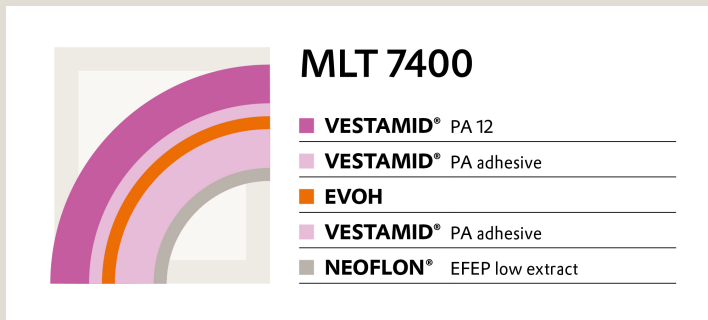 MLT 7400
VESTAMID® PA 12
VESTAMID® PA adhesive
EVOH
VESTAMID® PA adhesive
NEOFLON® EFEP low extract